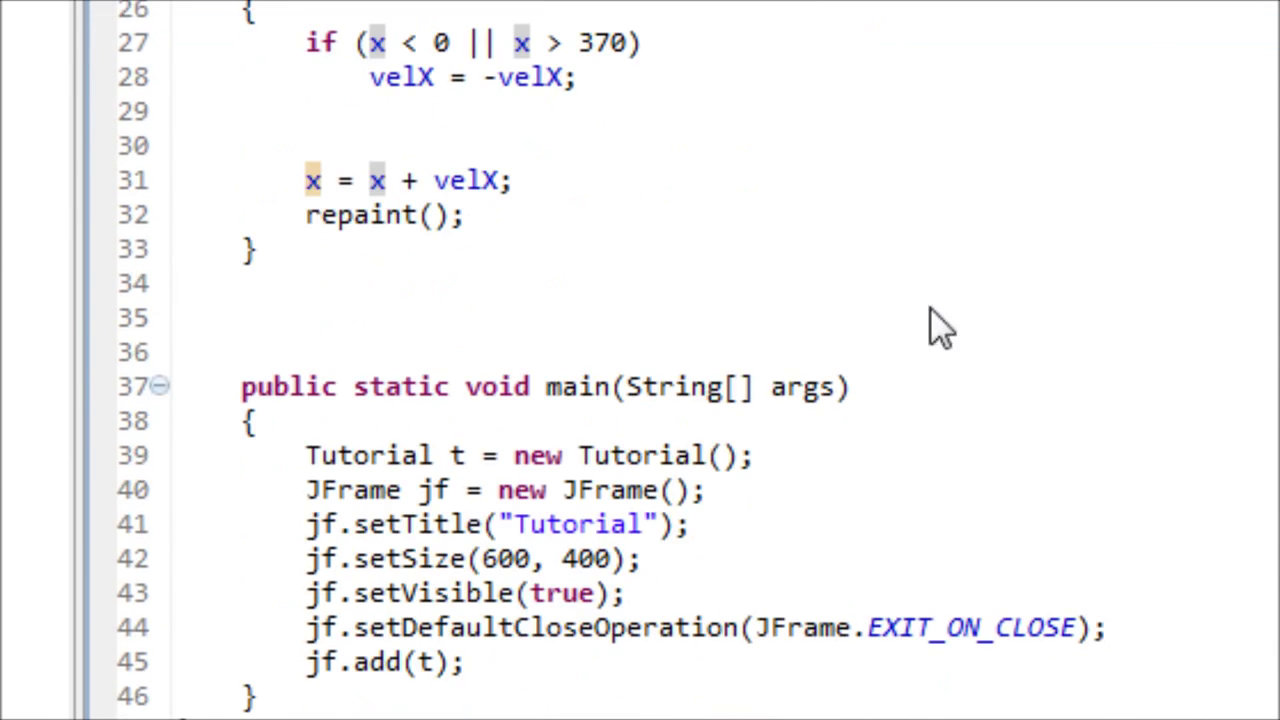 26 {
27 if (x < 0 || x > 370)
28 velX = -velX;
29
30
31 x = x + velX;
32 repaint();
33 }
34
35
36
37 public static void main(String[] args)
38 {
39 Tutorial t = new Tutorial();
40 JFrame jf = new JFrame();
41 jf.setTitle("Tutorial");
42 jf.setSize(600, 400);
43 jf.setVisible(true);
44 jf.setDefaultCloseOperation(JFrame.EXIT_ON_CLOSE);
45 jf.add(t);
46 }